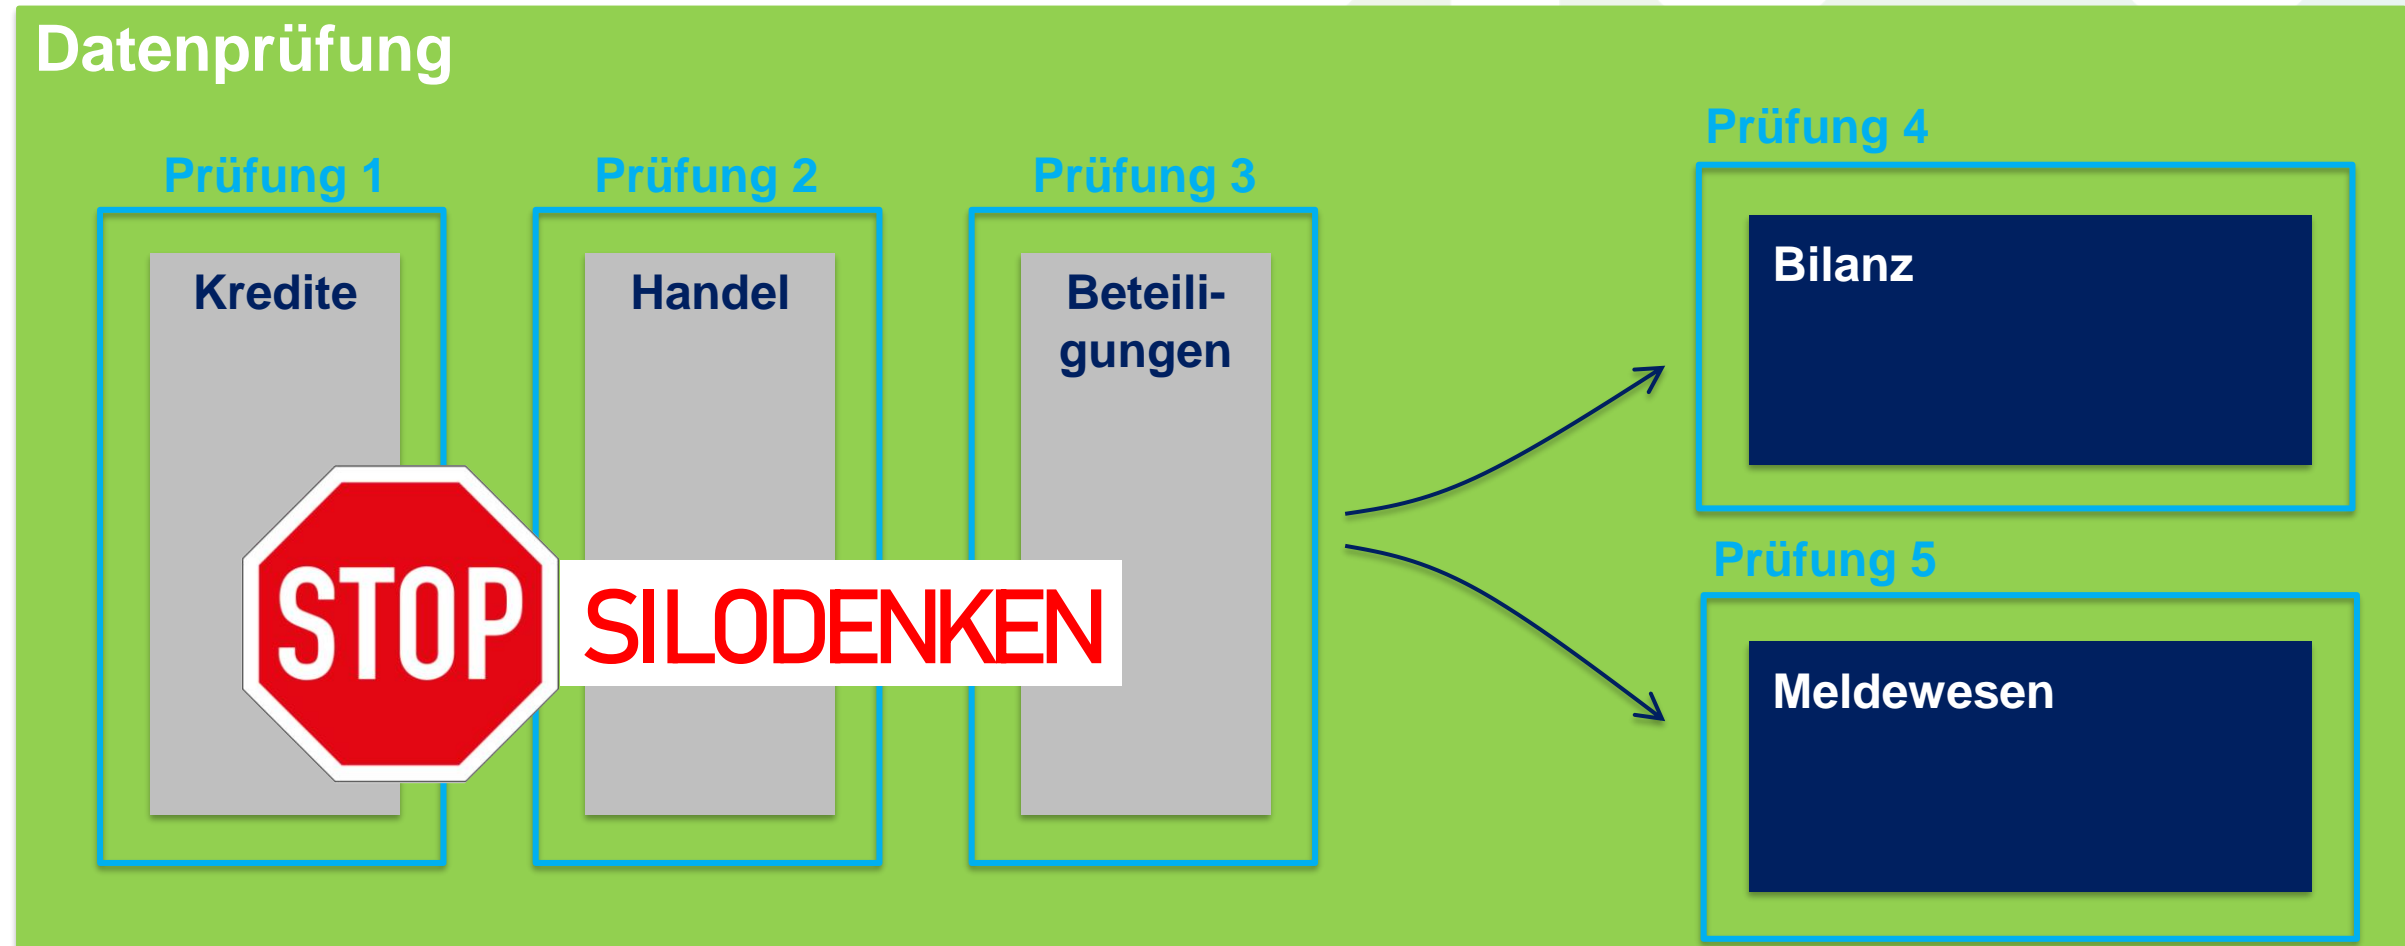 Datenprüfung
Prüfung 1
Kredite
Prüfung 2
Handel
Prüfung 3
Beteili-
gungen
STOP
SILODENKEN
Prüfung 4
Bilanz
Prüfung 5
Meldewesen